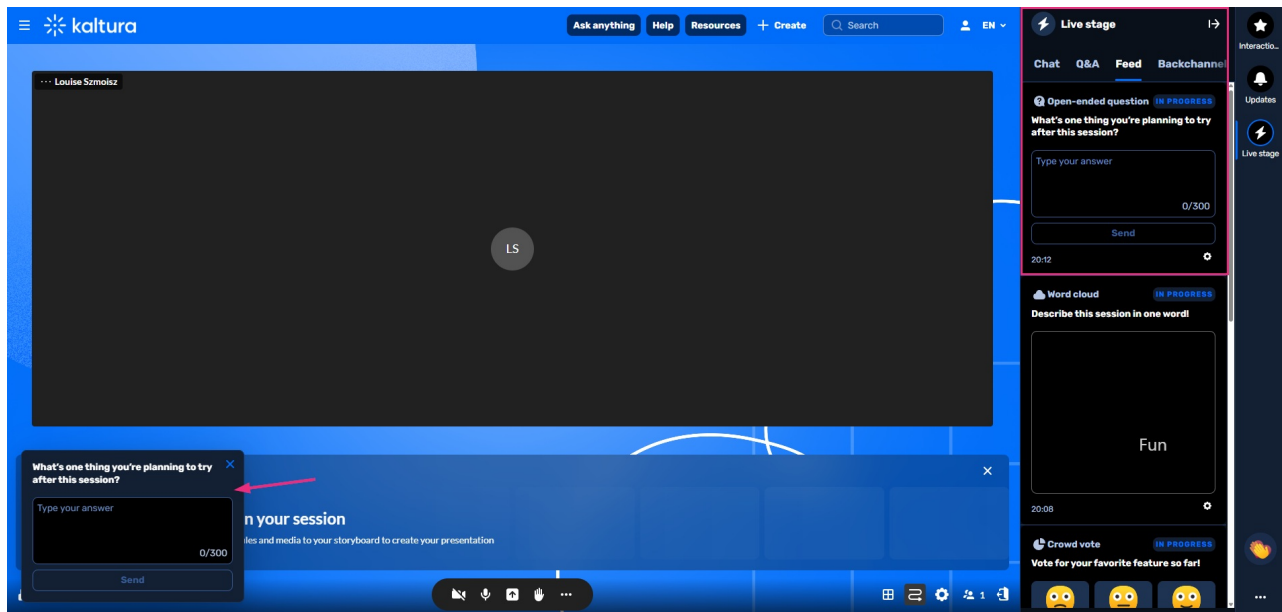 kaltura
Ask anything
Help
Resources
Create
Search
EN
··· Louise Szmoisz
LS
What's one thing you're planning to try
after this session?
Type your answer
0/300
Send
n your session
les and media to your storyboard to create your presentation
1
Live stage
Chat Q&A Feed Backchannel
Open-ended question IN PROGRESS
What's one thing you're planning to try
after this session?
Type your answer
0/300
Send
20:12
Word cloud IN PROGRESS
Describe this session in one word!
Fun
20:08
Crowd vote IN PROGRESS
Vote for your favorite feature so far!
Interactio...
Updates
Live stage